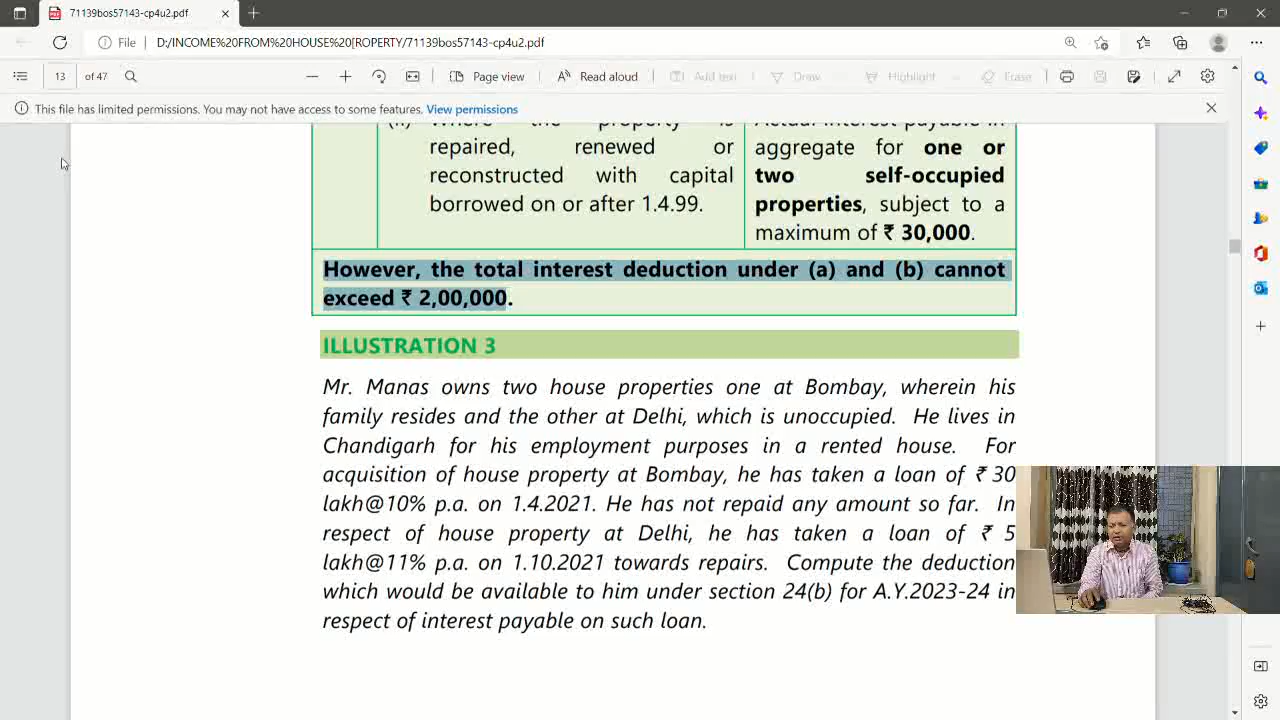 71139bos57143-cp4u2.pdf
File
D:/INCOME%20FROM%20HOUSE%20[ROPERTY/71139bos57143-cp4u2.pdf
13 of 47
Page view
Read aloud
Add text
Draw
Highlight
Erase
This file has limited permissions. You may not have access to some features. View permissions
(ii) Where the property is
repaired, renewed or
reconstructed with capital
borrowed on or after 1.4.99.
Actual interest payable in
aggregate for one or
two self-occupied
properties, subject to a
maximum of ₹ 30,000.
However, the total interest deduction under (a) and (b) cannot
exceed ₹ 2,00,000.
ILLUSTRATION 3
Mr. Manas owns two house properties one at Bombay, wherein his
family resides and the other at Delhi, which is unoccupied. He lives in
Chandigarh for his employment purposes in a rented house. For
acquisition of house property at Bombay, he has taken a loan of ₹ 30
lakh@10% p.a. on 1.4.2021. He has not repaid any amount so far. In
respect of house property at Delhi, he has taken a loan of ₹ 5
lakh@11% p.a. on 1.10.2021 towards repairs. Compute the deduction
which would be available to him under section 24(b) for A.Y.2023-24 in
respect of interest payable on such loan.